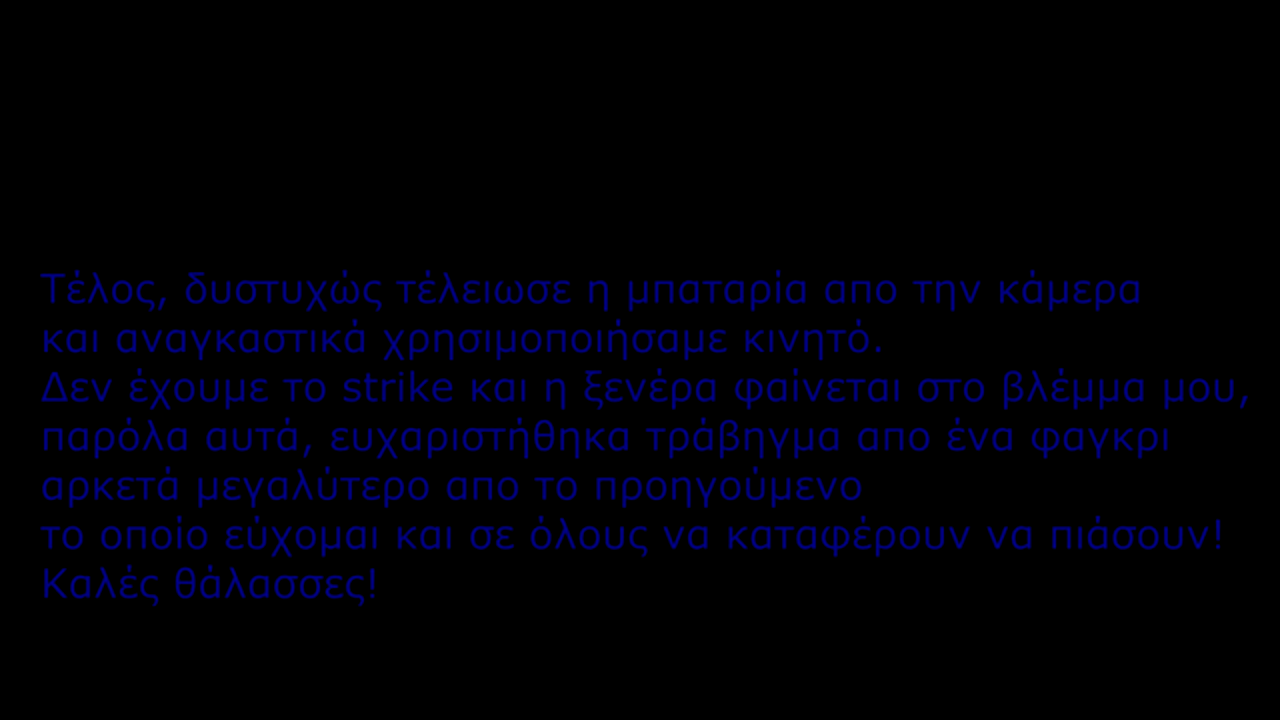 Τέλος, δυστυχώς τέλειωσε η μπαταρία απο την κάμερα
και αναγκαστικά χρησιμοποιήσαμε κινητό.
Δεν έχουμε το strike και η ξενέρα φαίνεται στο βλέμμα μου,
παρόλα αυτά, ευχαριστήθηκα τράβηγμα απο ένα φαγκρι
αρκετά μεγαλύτερο απο το προηγούμενο
το οποίο εύχομαι και σε όλους να καταφέρουν να πιάσουν!
Καλές θάλασσες!